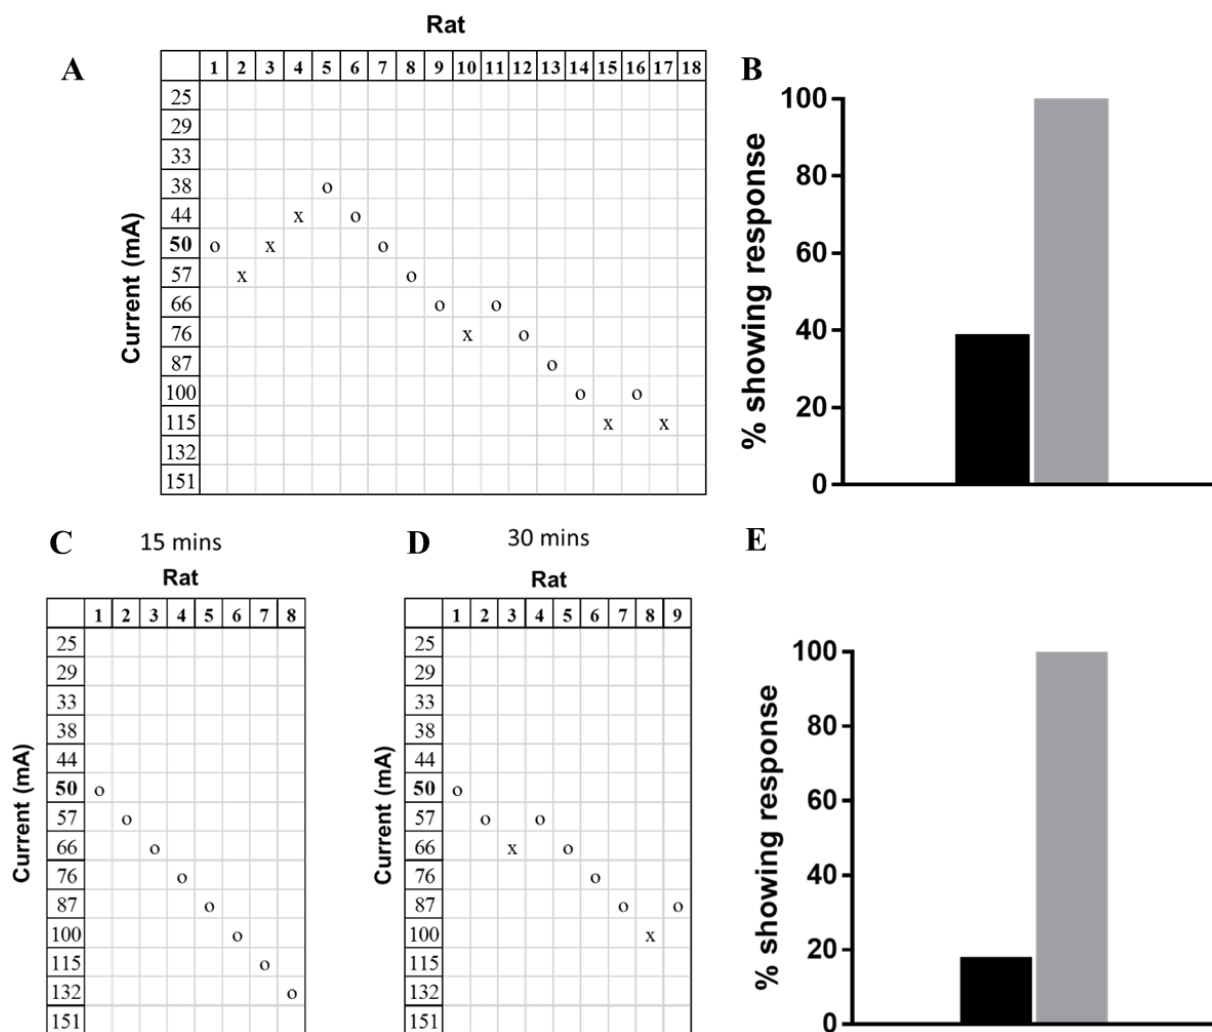 Rat
A
1 2 3 4 5 6 7 8 9 10 11 12 13 14 15 16 17 18
Current (mA)
25
29
33
38 o
44 x o
50 o x o
57 x o
66 o o
76 x o
87 o
100 o o
115 x x
132
151
B
% showing response
100
80
60
40
20
0
C 15 mins
Rat
1 2 3 4 5 6 7 8
Current (mA)
25
29
33
38
44
50 o
57 o
66 o
76 o
87 o
100 o
115 o
132 o
151
D 30 mins
Rat
1 2 3 4 5 6 7 8 9
Current (mA)
25
29
33
38
44
50 o
57 o o
66 x o
76 o
87 o o
100 x
115
132
151
E
% showing response
100
80
60
40
20
0